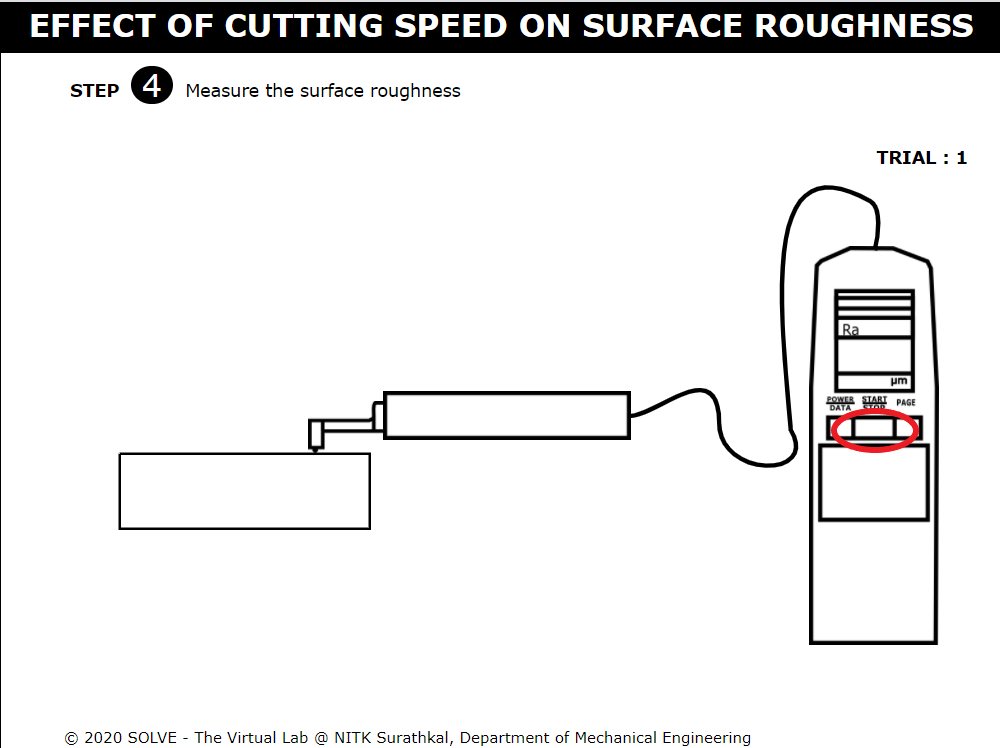 EFFECT OF CUTTING SPEED ON SURFACE ROUGHNESS
STEP 4 Measure the surface roughness
TRIAL : 1
Ra
µm
POWER START PAGE
DATA STOP
© 2020 SOLVE - The Virtual Lab @ NITK Surathkal, Department of Mechanical Engineering